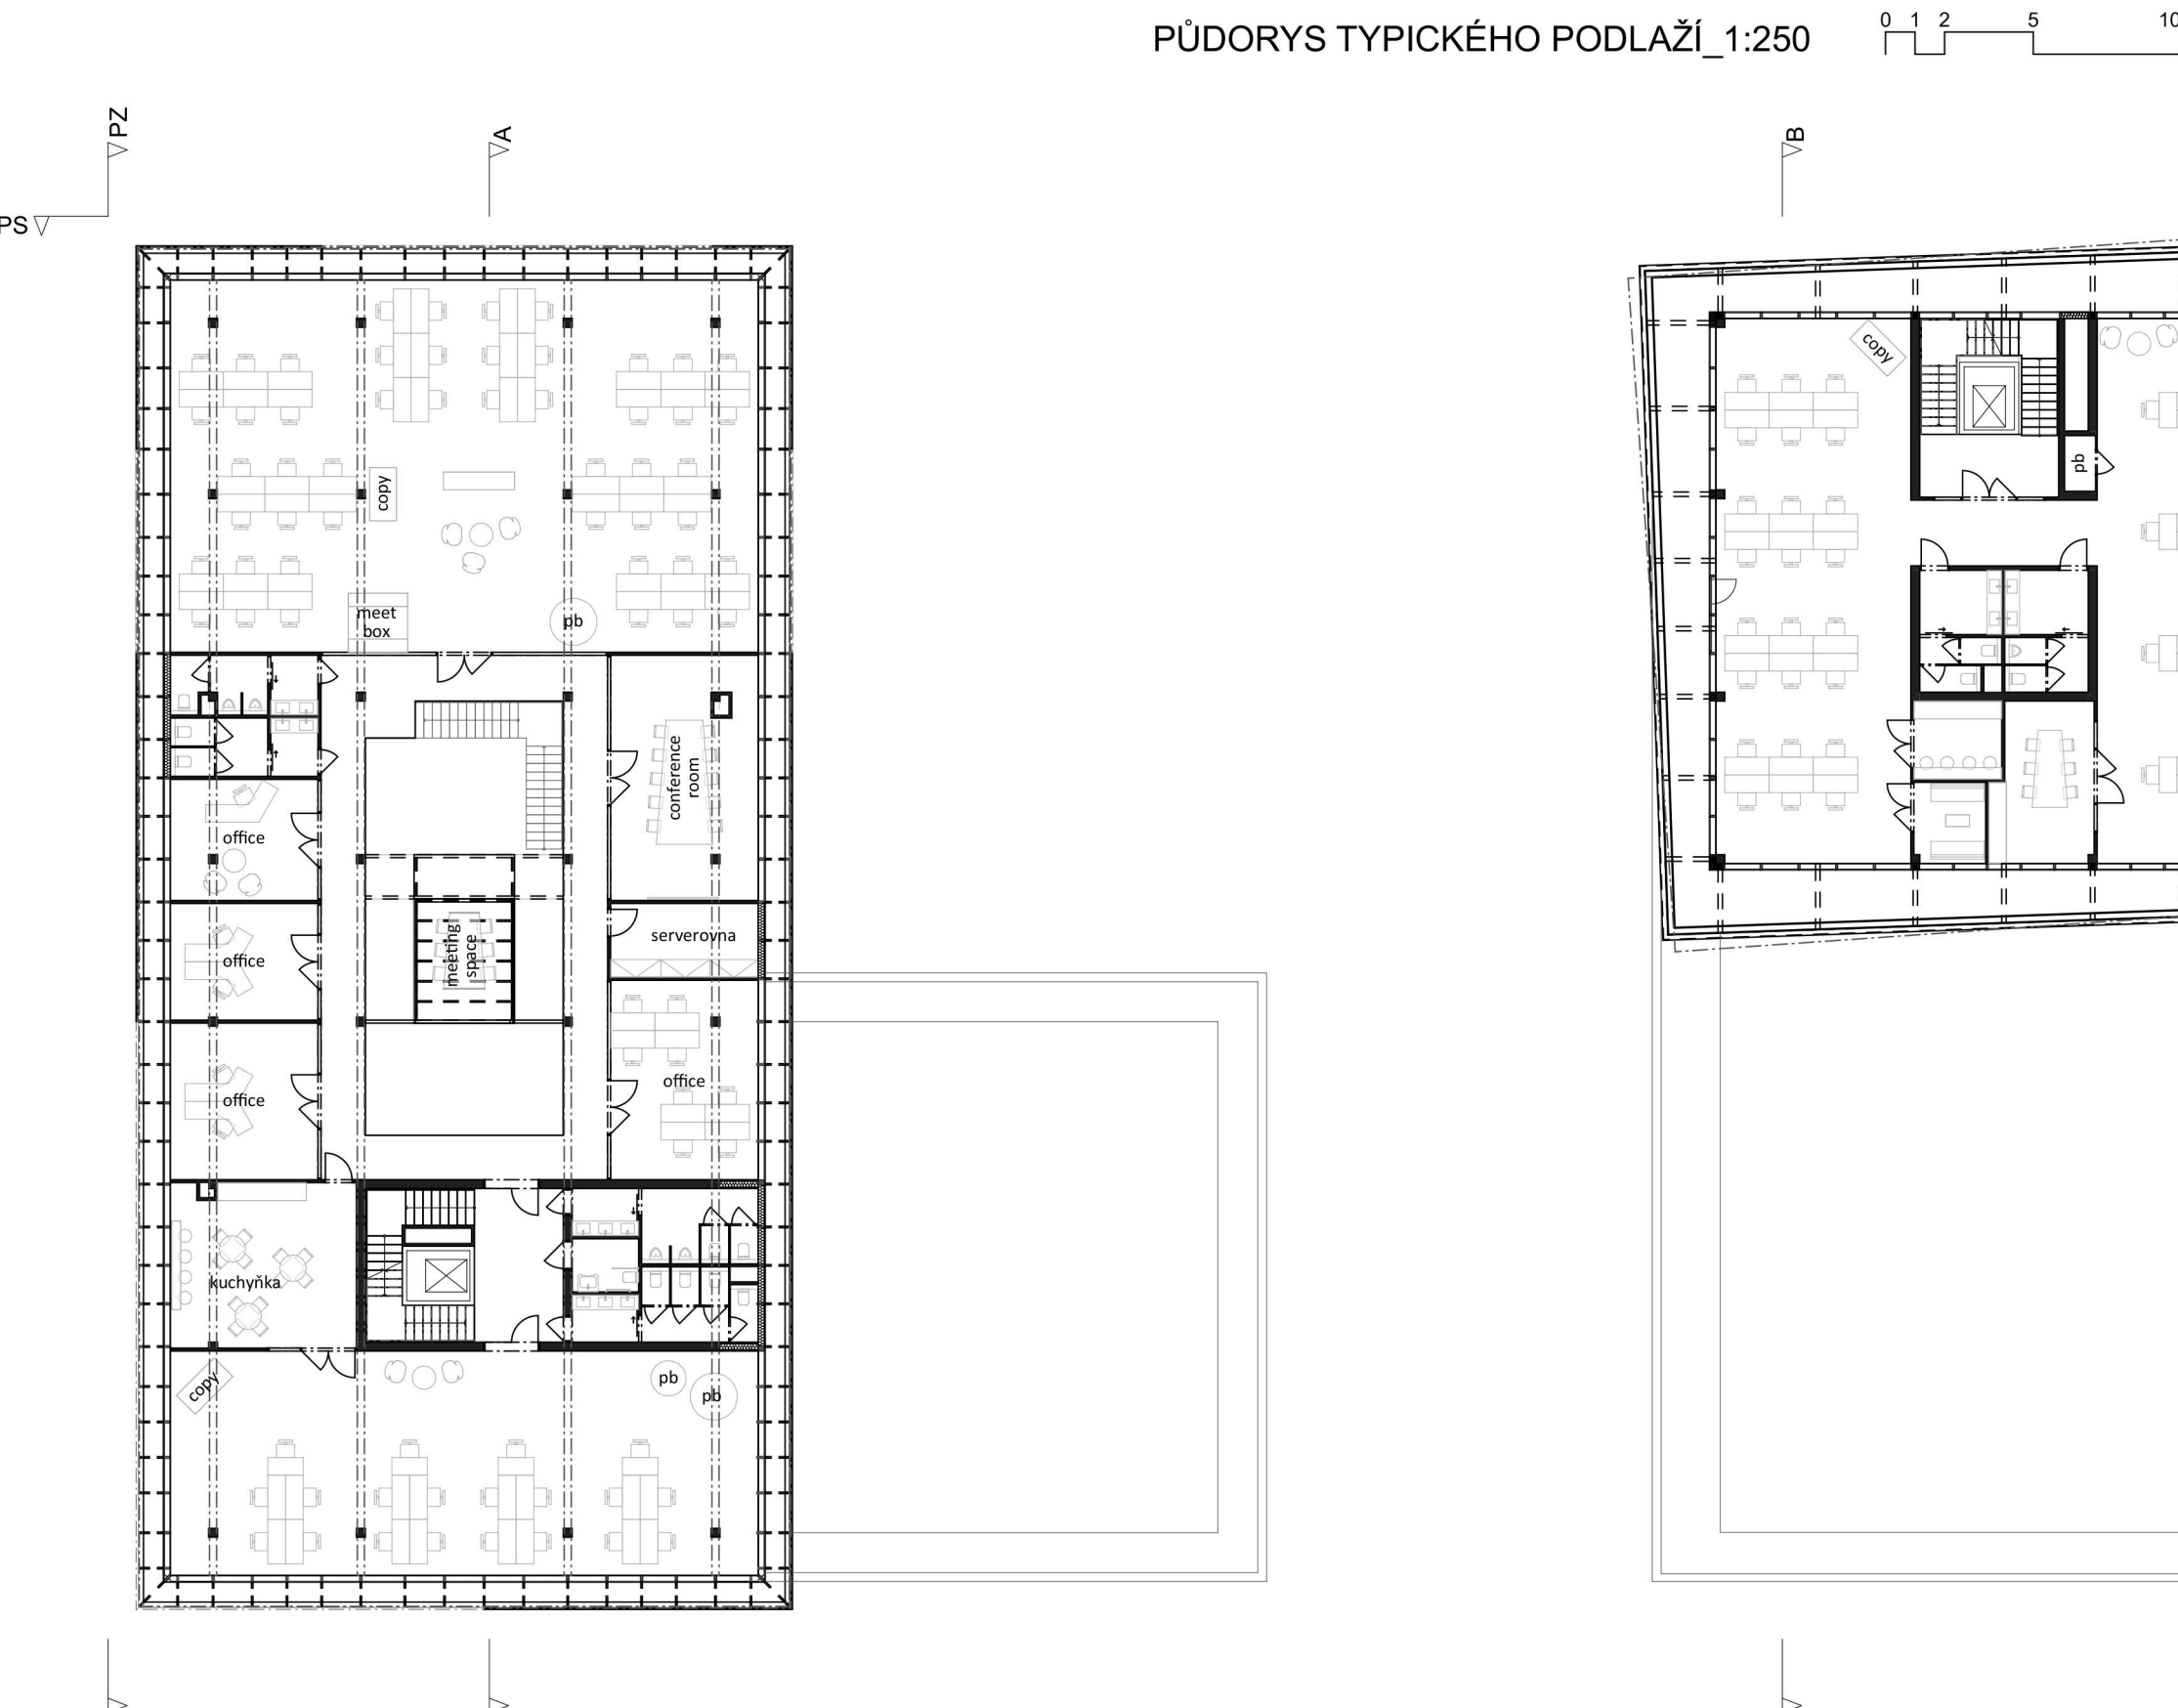 PŮDORYS TYPICKÉHO PODLAŽÍ_1:250
0 1 2 5 10
PZ
A
B
PS
copy
copy
pb
meet
box
pb
conference
room
office
serverovna
meeting
space
office
office
office
kuchyňka
copy
pb
pb